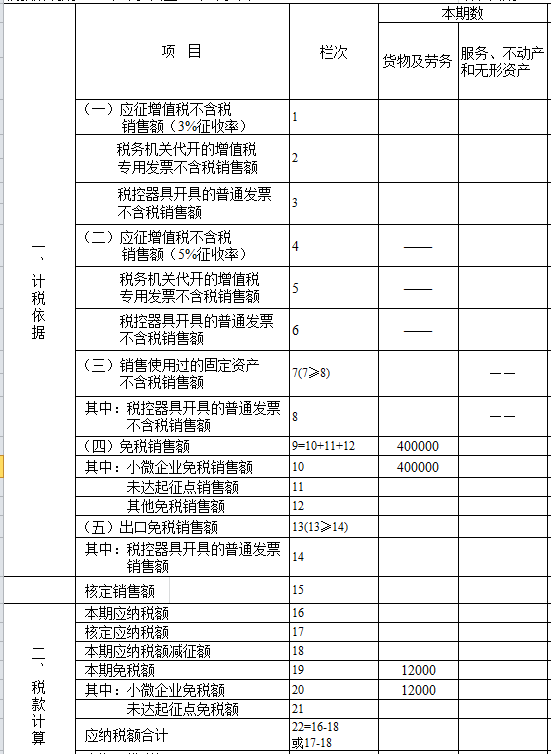 本期数
项 目
栏次
货物及劳务
服务、不动产
和无形资产
一、计税依据
（一）应征增值税不含税
销售额（3%征收率）
1
税务机关代开的增值税
专用发票不含税销售额
2
税控器具开具的普通发票
不含税销售额
3
（二）应征增值税不含税
销售额（5%征收率）
4
——
税务机关代开的增值税
专用发票不含税销售额
5
——
税控器具开具的普通发票
不含税销售额
6
——
（三）销售使用过的固定资产
不含税销售额
7(7≥8)
——
其中：税控器具开具的普通发票
不含税销售额
8
——
（四）免税销售额
9=10+11+12
400000
其中：小微企业免税销售额
10
400000
未达起征点销售额
11
其他免税销售额
12
（五）出口免税销售额
13(13≥14)
其中：税控器具开具的普通发票
销售额
14
核定销售额
15
二、税款计算
本期应纳税额
16
核定应纳税额
17
本期应纳税额减征额
18
本期免税额
19
12000
其中：小微企业免税额
20
12000
未达起征点免税额
21
应纳税额合计
22=16-18
或17-18